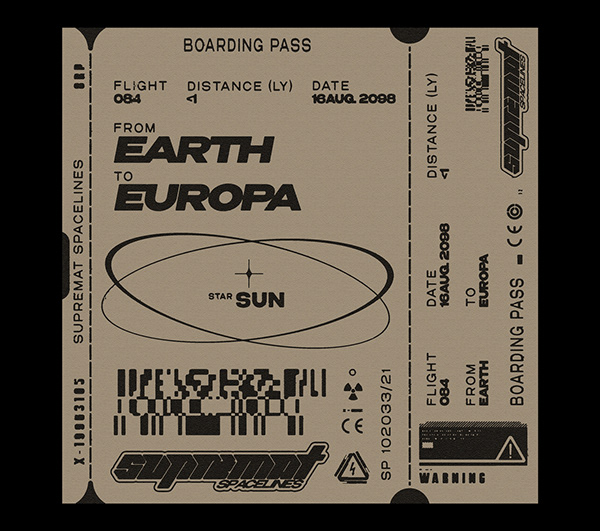 BOARDING PASS
FLIGHT
084
DISTANCE (LY)
<1
DATE
16AUG. 2098
FROM
EARTH
TO
EUROPA
STAR SUN
CE
SP 102033/21
SUPREMAT
SPACELINES
SUPREMAT SPACELINES
SUPREMAT
SPACELINES
DISTANCE (LY)
<1
DATE
16AUG. 2098
TO
EUROPA
FLIGHT
084
FROM
EARTH
BOARDING PASS
CE
WARNING